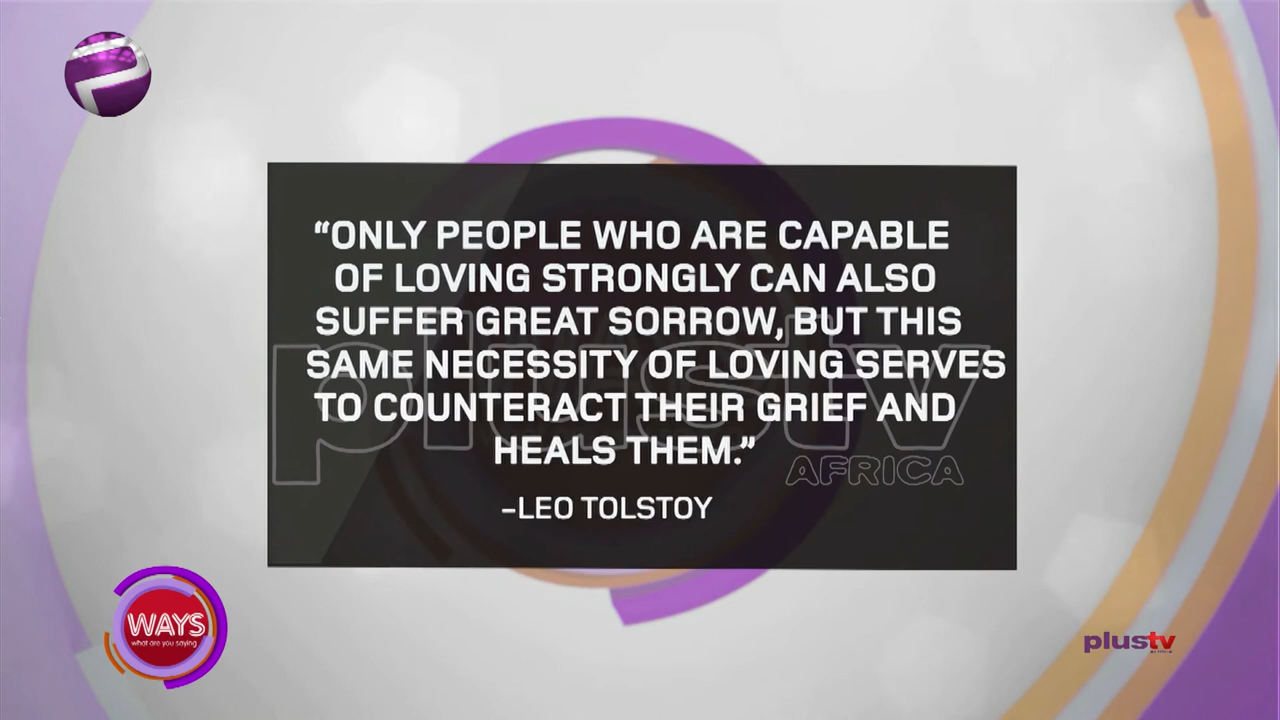 “ONLY PEOPLE WHO ARE CAPABLE
OF LOVING STRONGLY CAN ALSO
SUFFER GREAT SORROW, BUT THIS
SAME NECESSITY OF LOVING SERVES
TO COUNTERACT THEIR GRIEF AND
HEALS THEM.”
–LEO TOLSTOY
plustv
AFRICA
WAYS
what are you saying
plustv